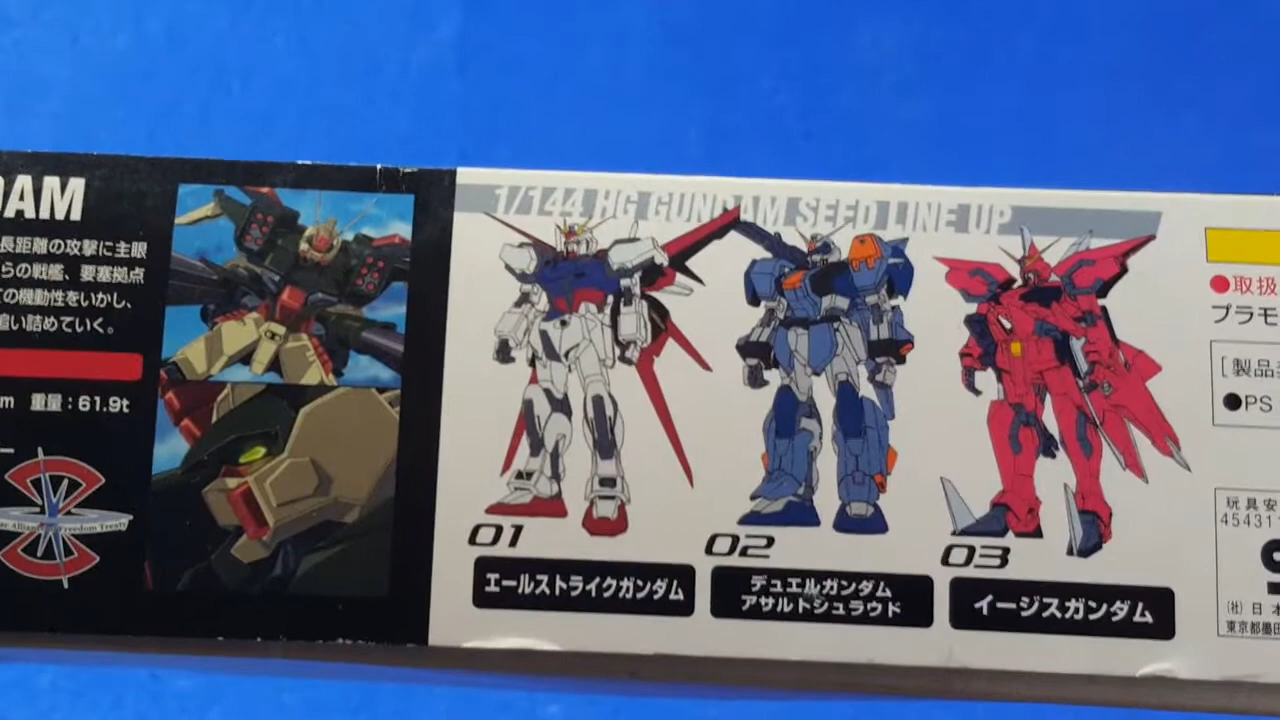 DAM
長距離の攻撃に主眼
らの戦艦、要塞拠点
の機動性をいかし、
追い詰めていく。
m 重量：61.9t
Freedom Treaty
1/144 HG GUNDAM SEED LINE UP
01
エールストライクガンダム
02
デュエルガンダム
アサルトシュラウド
03
イージスガンダム
●取扱
プラモ
[製品
●PS
玩具安
45431
(社)日本
東京都墨田